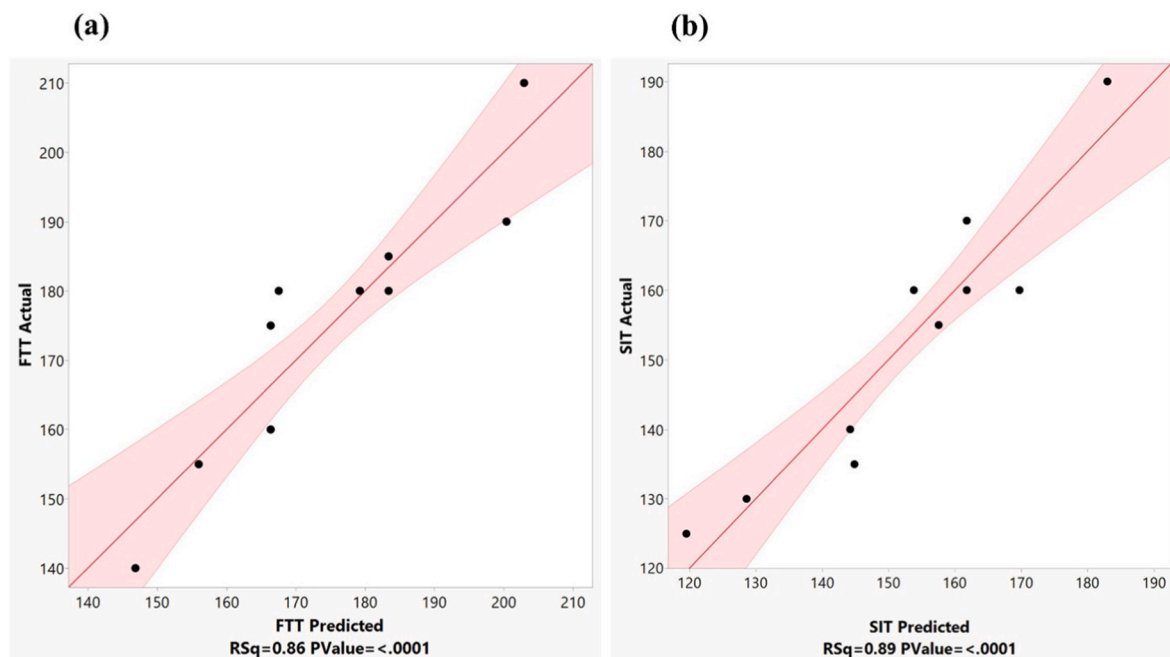 (a)
(b)
210
200
190
180
170
160
150
140
FTT Actual
140 150 160 170 180 190 200 210
FTT Predicted
RSq=0.86 PValue=<.0001
190
180
170
160
150
140
130
120
SIT Actual
120 130 140 150 160 170 180 190
SIT Predicted
RSq=0.89 PValue=<.0001